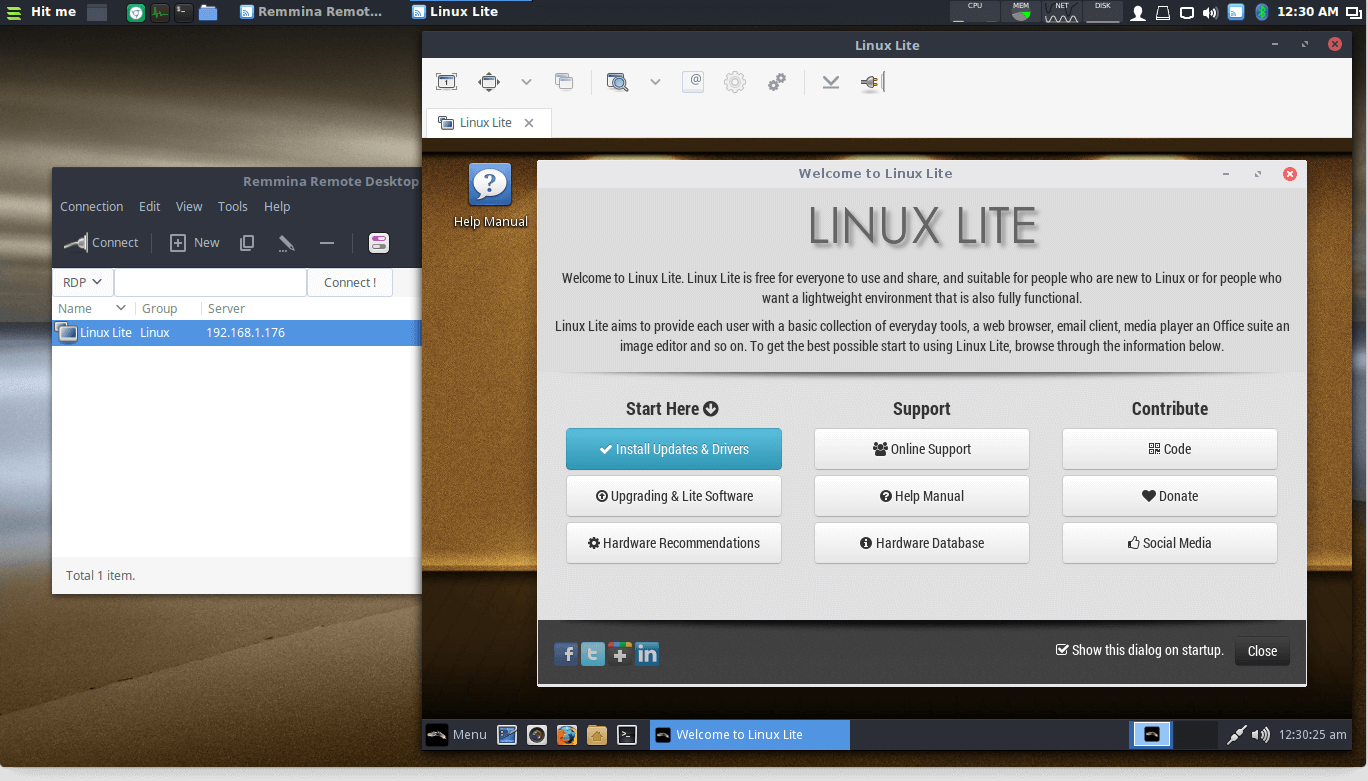 Hit me
Remmina Remot...
Linux Lite
CPU
MEM
NET
DISK
12:30 AM
Linux Lite
Linux Lite
Remmina Remote Desktop
Connection Edit View Tools Help
Connect New
RDP Connect !
Name Group Server
Linux Lite Linux 192.168.1.176
Total 1 item.
Help Manual
Welcome to Linux Lite
LINUX LITE
Welcome to Linux Lite. Linux Lite is free for everyone to use and share, and suitable for people who are new to Linux or for people who
want a lightweight environment that is also fully functional.
Linux Lite aims to provide each user with a basic collection of everyday tools, a web browser, email client, media player an Office suite an
image editor and so on. To get the best possible start to using Linux Lite, browse through the information below.
Start Here
Install Updates & Drivers
Upgrading & Lite Software
Hardware Recommendations
Support
Online Support
Help Manual
Hardware Database
Contribute
Code
Donate
Social Media
Show this dialog on startup.
Close
Menu
Welcome to Linux Lite
12:30:25 am